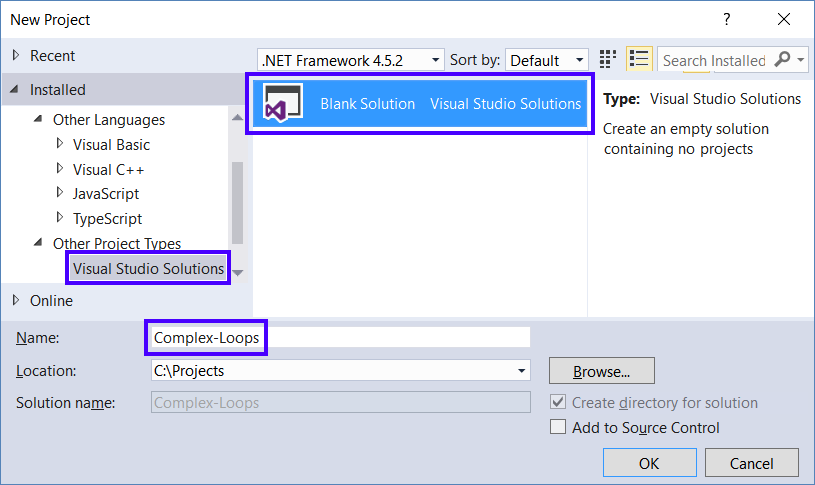 New Project
?
Recent
.NET Framework 4.5.2 Sort by: Default Search Installed
Installed
Other Languages
Visual Basic
Visual C++
JavaScript
TypeScript
Other Project Types
Visual Studio Solutions
Online
Blank Solution Visual Studio Solutions
Type: Visual Studio Solutions
Create an empty solution
containing no projects
Name: Complex-Loops
Location: C:\Projects Browse...
Solution name: Complex-Loops Create directory for solution
Add to Source Control
OK Cancel